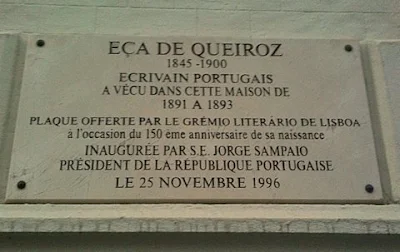 EÇA DE QUEIROZ
1845 -1900
ECRIVAIN PORTUGAIS
A VÉCU DANS CETTE MAISON DE
1891 A 1893
PLAQUE OFFERTE PAR LE GRÉMIO LITERÁRIO DE LISBOA
à l'occasion du 150 ème anniversaire de sa naissance
INAUGURÉE PAR S.E. JORGE SAMPAIO
PRÉSIDENT DE LA RÉPUBLIQUE PORTUGAISE
LE 25 NOVEMBRE 1996